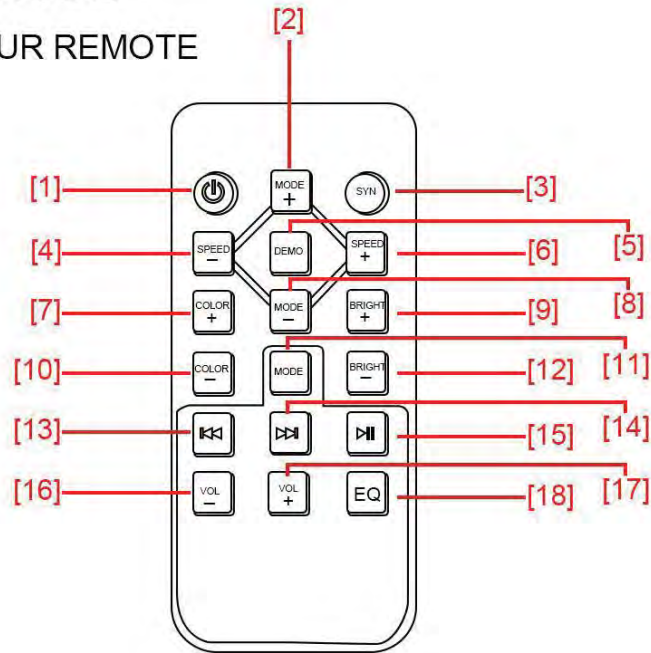 [2]
UR REMOTE
[1] MODE + SYN [3]
[4] SPEED − DEMO SPEED + [6] [5]
[7] COLOR + MODE − BRIGHT + [9] [8]
[10] COLOR − MODE BRIGHT − [12] [11]
[13] [15] [14]
[16] VOL − VOL + EQ [18] [17]